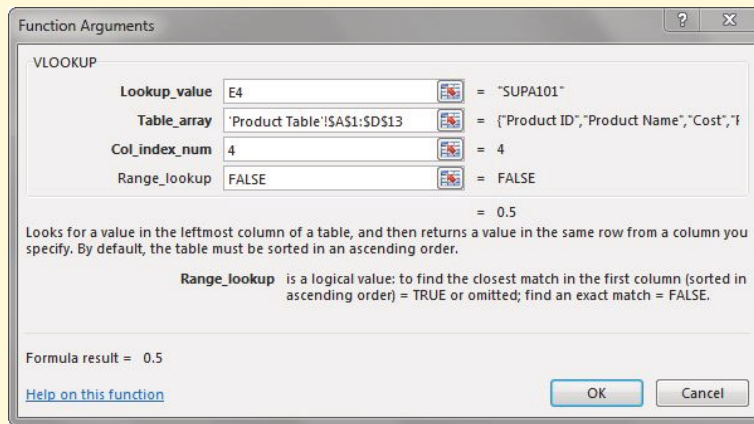 Function Arguments
? X
VLOOKUP
Lookup_value E4 = "SUPA101"
Table_array 'Product Table'!$A$1:$D$13 = {"Product ID","Product Name","Cost","F
Col_index_num 4 = 4
Range_lookup FALSE = FALSE
= 0.5
Looks for a value in the leftmost column of a table, and then returns a value in the same row from a column you
specify. By default, the table must be sorted in an ascending order.
Range_lookup is a logical value: to find the closest match in the first column (sorted in
ascending order) = TRUE or omitted; find an exact match = FALSE.
Formula result = 0.5
Help on this function
OK Cancel